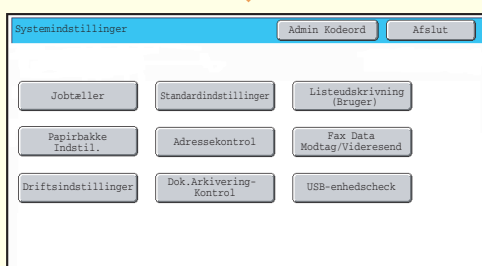 Systemindstillinger
Admin Kodeord
Afslut
Jobtæller
Standardindstillinger
Listeudskrivning
(Bruger)
Papirbakke
Indstil.
Adressekontrol
Fax Data
Modtag/Videresend
Driftsindstillinger
Dok.Arkivering-
Kontrol
USB-enhedscheck